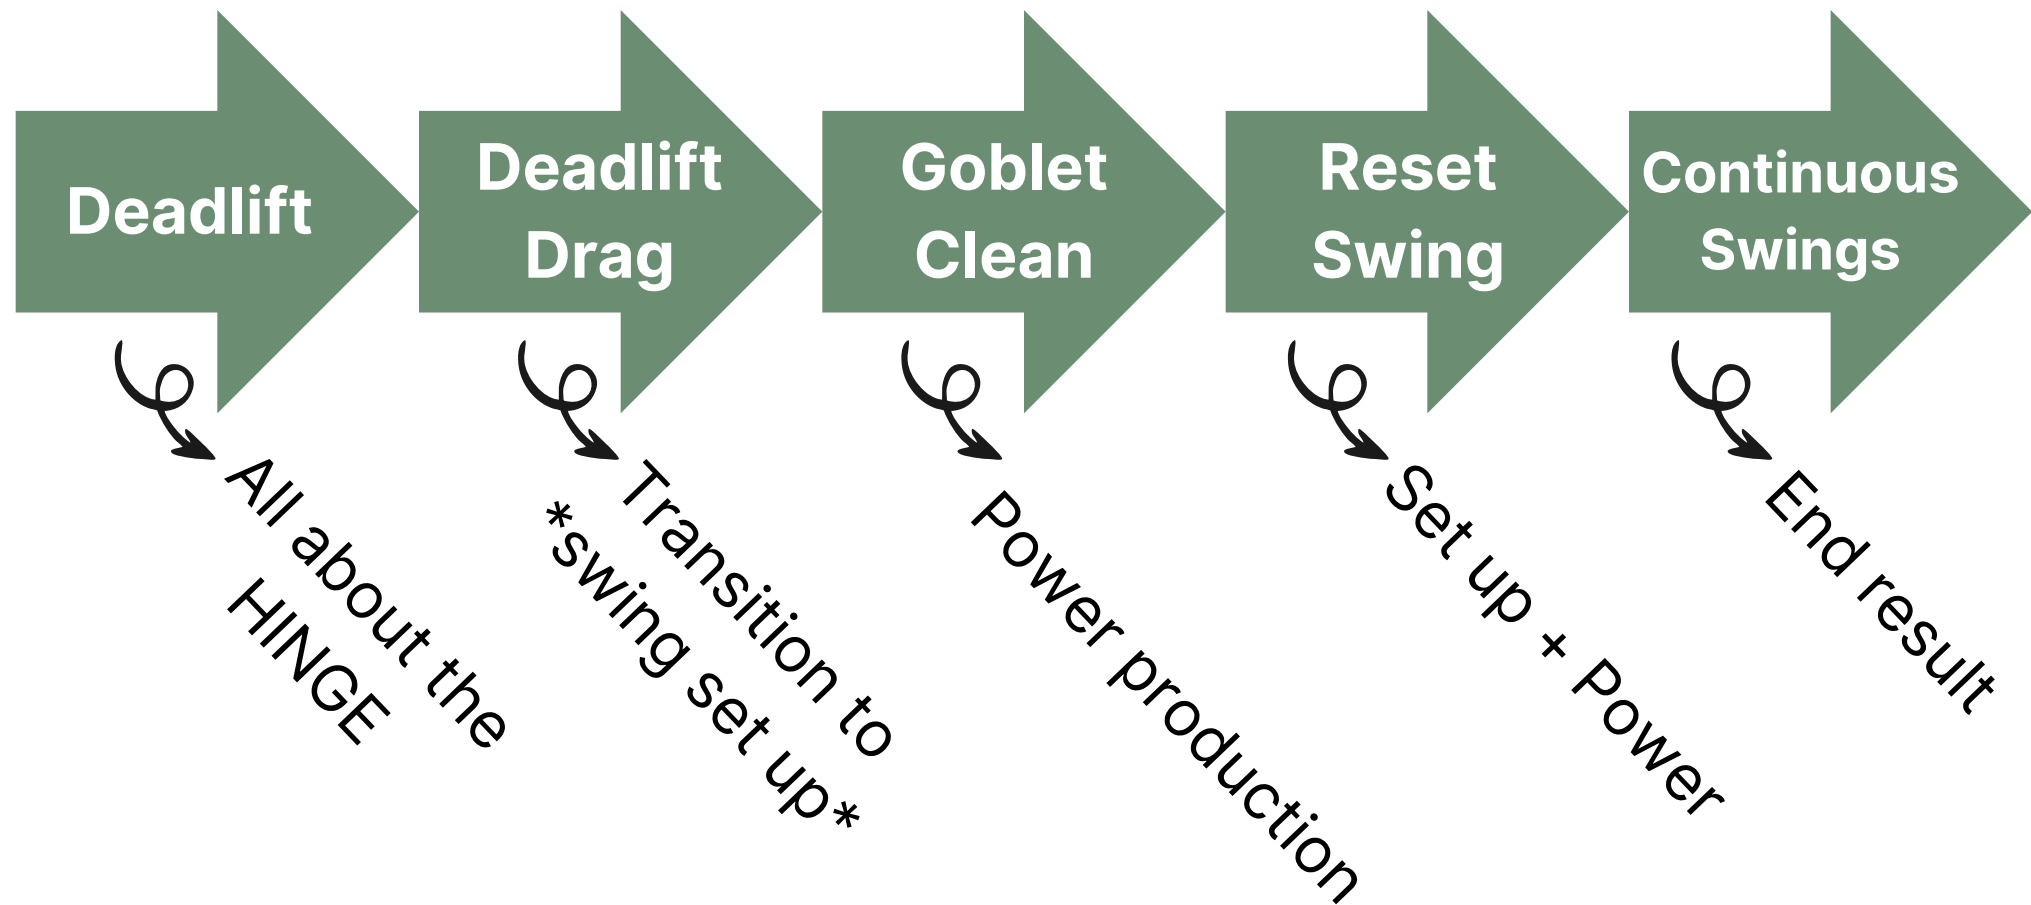 Deadlift
Deadlift
Drag
Goblet
Clean
Reset
Swing
Continuous
Swings
All about the
HINGE
Transition to
*swing set up*
Power production
Set up + Power
End result